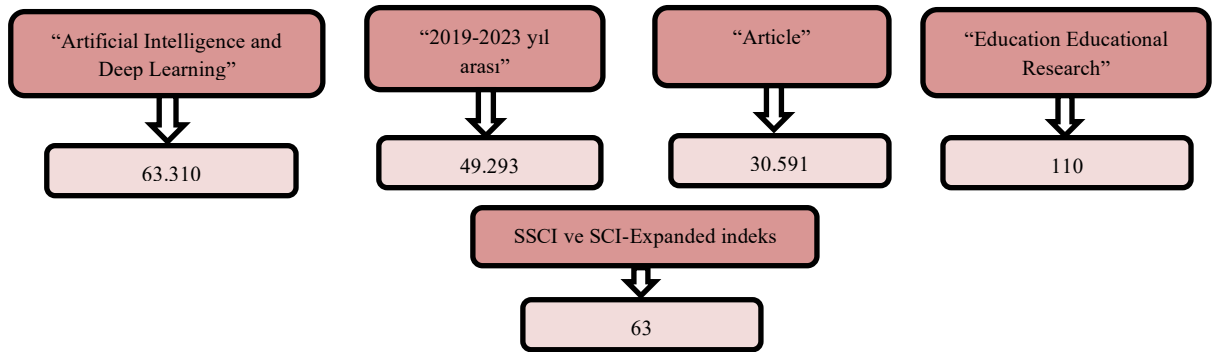 “Artificial Intelligence and
Deep Learning”
63.310
“2019-2023 yıl
arası”
49.293
“Article”
30.591
“Education Educational
Research”
110
SSCI ve SCI-Expanded indeks
63